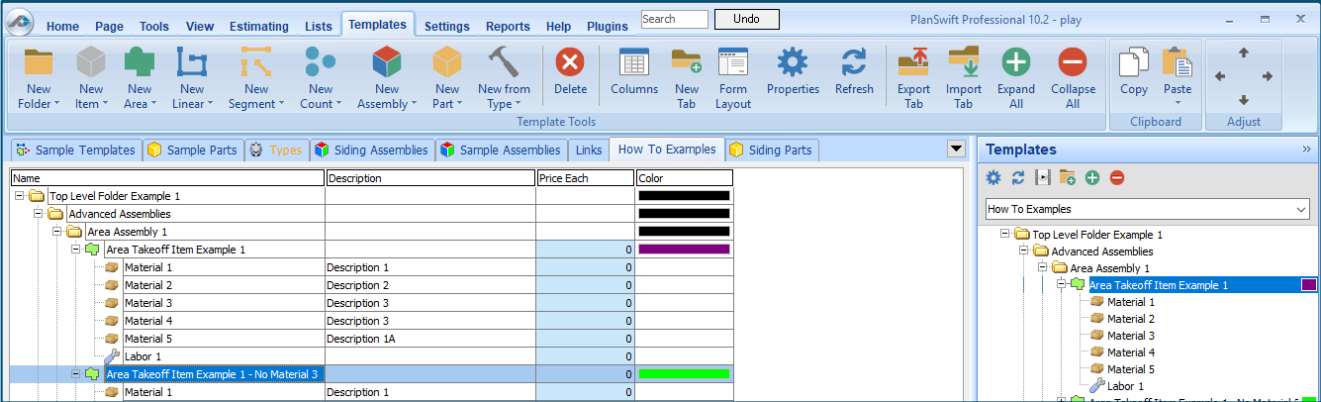 Home Page Tools View Estimating Lists Templates Settings Reports Help Plugins Search Undo PlanSwift Professional 10.2 - play
New Folder New Item New Area New Linear New Segment New Count New Assembly New Part New from Type Delete Columns New Tab Form Layout Properties Refresh Export Tab Import Tab Expand All Collapse All Copy Paste
Template Tools Clipboard Adjust
Sample Templates Sample Parts Types Siding Assemblies Sample Assemblies Links How To Examples Siding Parts
Name Description Price Each Color
Top Level Folder Example 1
Advanced Assemblies
Area Assembly 1
Area Takeoff Item Example 1 0
Material 1 Description 1 0
Material 2 Description 2 0
Material 3 Description 3 0
Material 4 Description 3 0
Material 5 Description 1A 0
Labor 1 0
Area Takeoff Item Example 1 - No Material 3 0
Material 1 Description 1 0
Templates
How To Examples
Top Level Folder Example 1
Advanced Assemblies
Area Assembly 1
Area Takeoff Item Example 1
Material 1
Material 2
Material 3
Material 4
Material 5
Labor 1